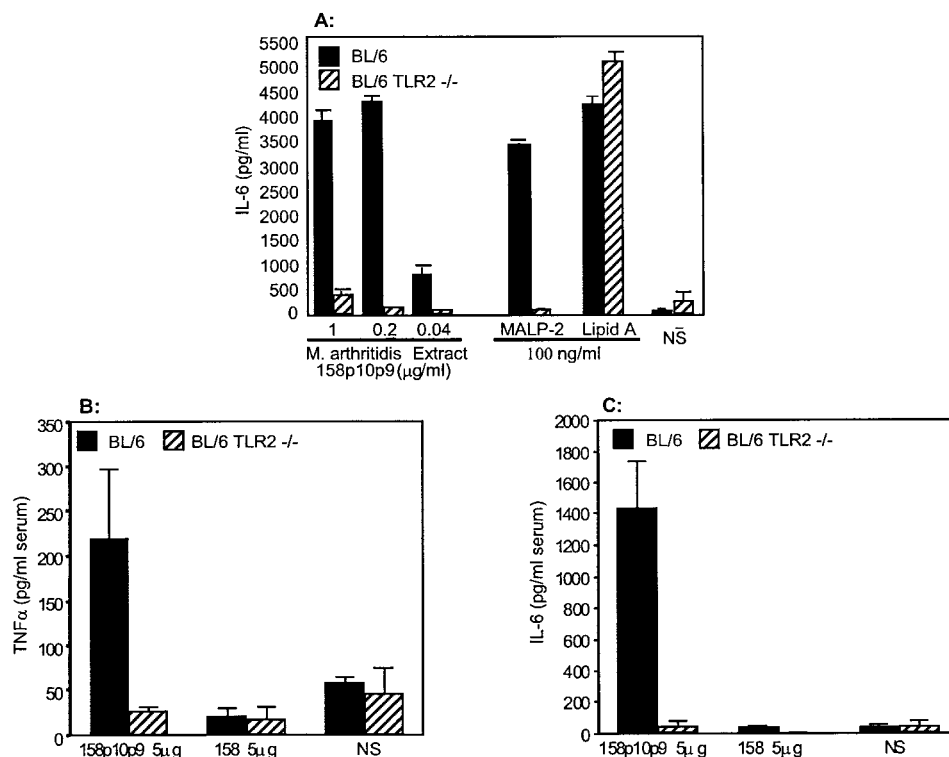 A:
5500
5000
4500
4000
3500
3000
2500
2000
1500
1000
500
0
IL-6 (pg/ml)
BL/6
BL/6 TLR2 -/-
1 0.2 0.04 MALP-2 Lipid A NS
M. arthritidis Extract 100 ng/ml
158p10p9 (µg/ml)
B:
350
300
250
200
150
100
50
0
TNFα (pg/ml serum)
BL/6 BL/6 TLR2 -/-
158p10p9 5µg 158 5µg NS
C:
2000
1800
1600
1400
1200
1000
800
600
400
200
0
IL-6 (pg/ml serum)
BL/6 BL/6 TLR2 -/-
158p10p9 5µg 158 5µg NS